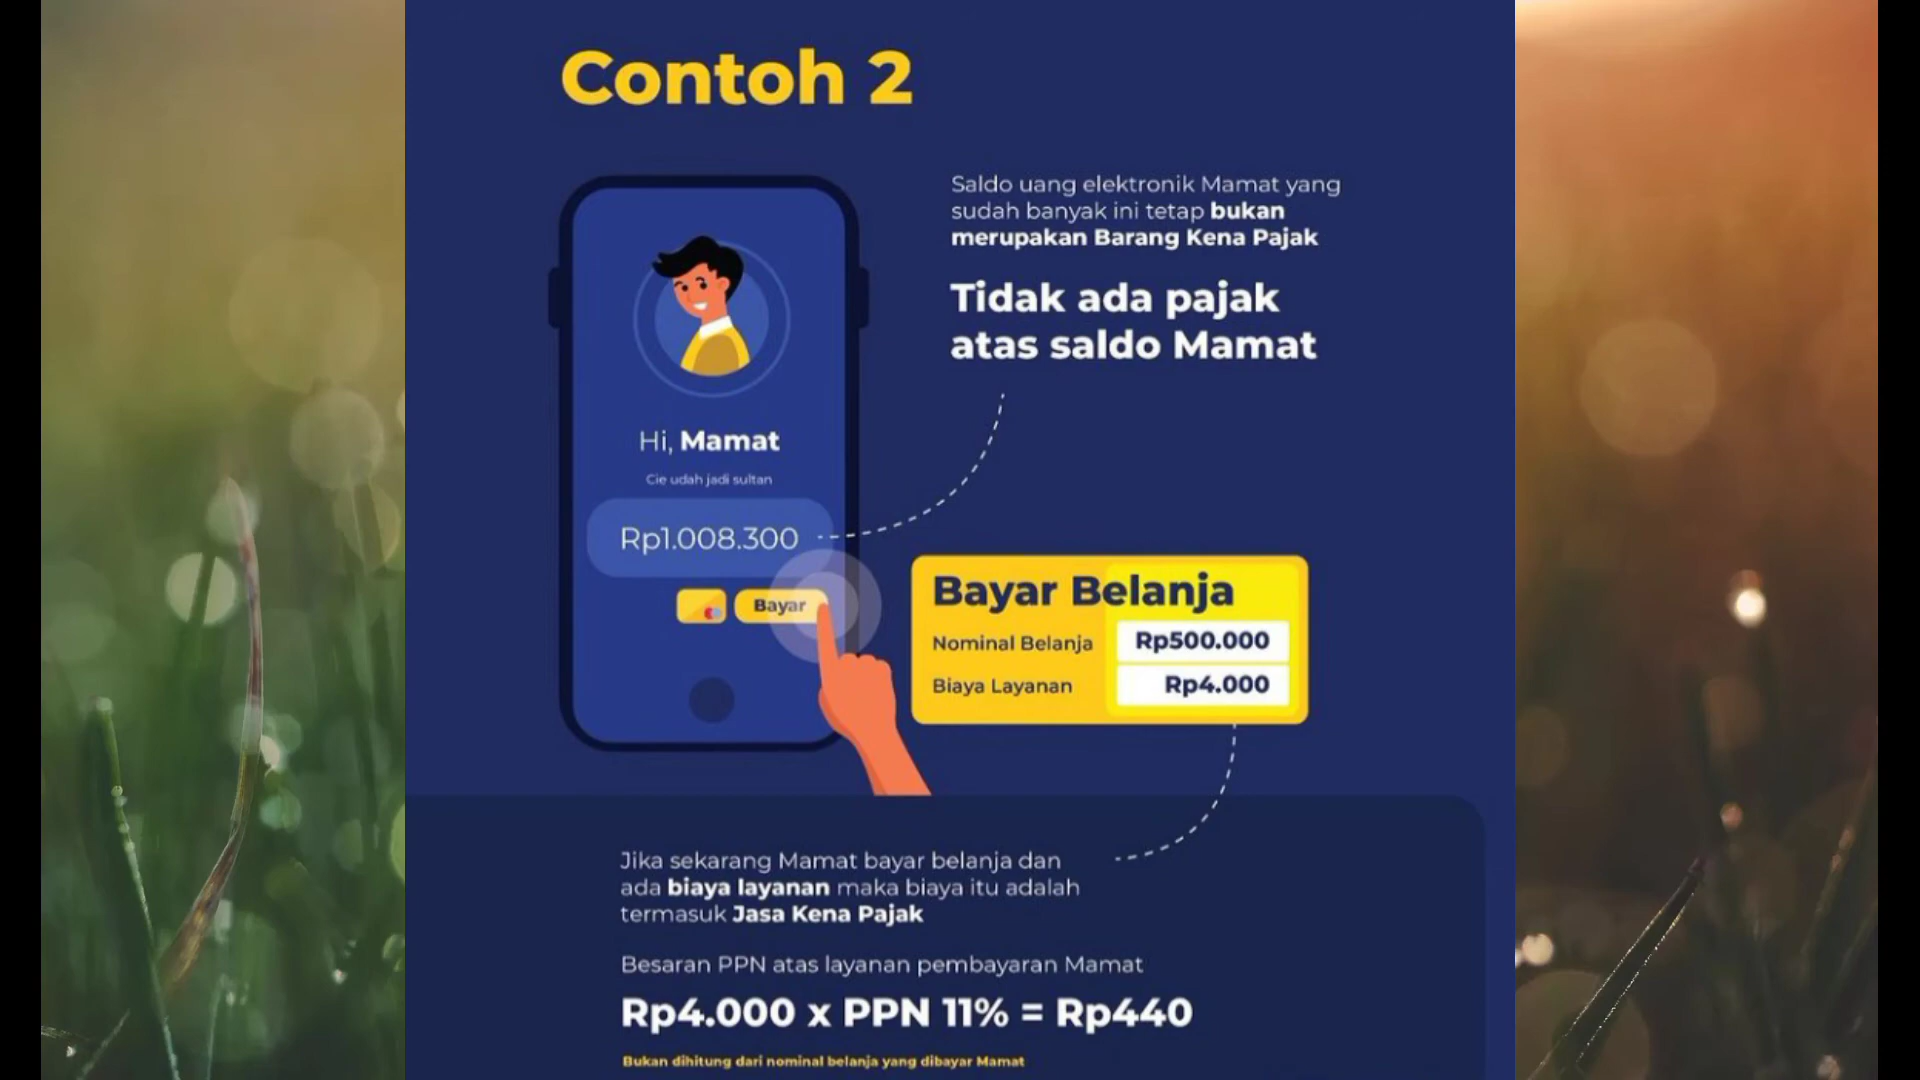 Contoh 2
Saldo uang elektronik Mamat yang
sudah banyak ini tetap bukan
merupakan Barang Kena Pajak
Tidak ada pajak
atas saldo Mamat
Hi, Mamat
Cie udah jadi sultan
Rp1.008.300
Bayar
Bayar Belanja
Nominal Belanja Rp500.000
Biaya Layanan Rp4.000
Jika sekarang Mamat bayar belanja dan
ada biaya layanan maka biaya itu adalah
termasuk Jasa Kena Pajak
Besaran PPN atas layanan pembayaran Mamat
Rp4.000 x PPN 11% = Rp440
Bukan dihitung dari nominal belanja yang dibayar Mamat